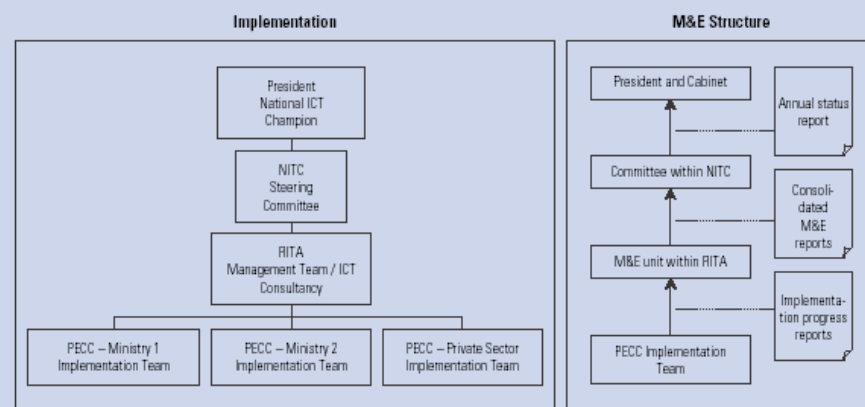 Implementation
President
National ICT
Champion
NITC
Steering
Committee
RITA
Management Team / ICT
Consultancy
PECC – Ministry 1
Implementation Team
PECC – Ministry 2
Implementation Team
PECC – Private Sector
Implementation Team
M&E Structure
President and Cabinet
Annual status
report
Committee within NITC
Consoli-
dated
M&E
reports
M&E unit within RITA
Implementa-
tion progress
reports
PECC Implementation
Team